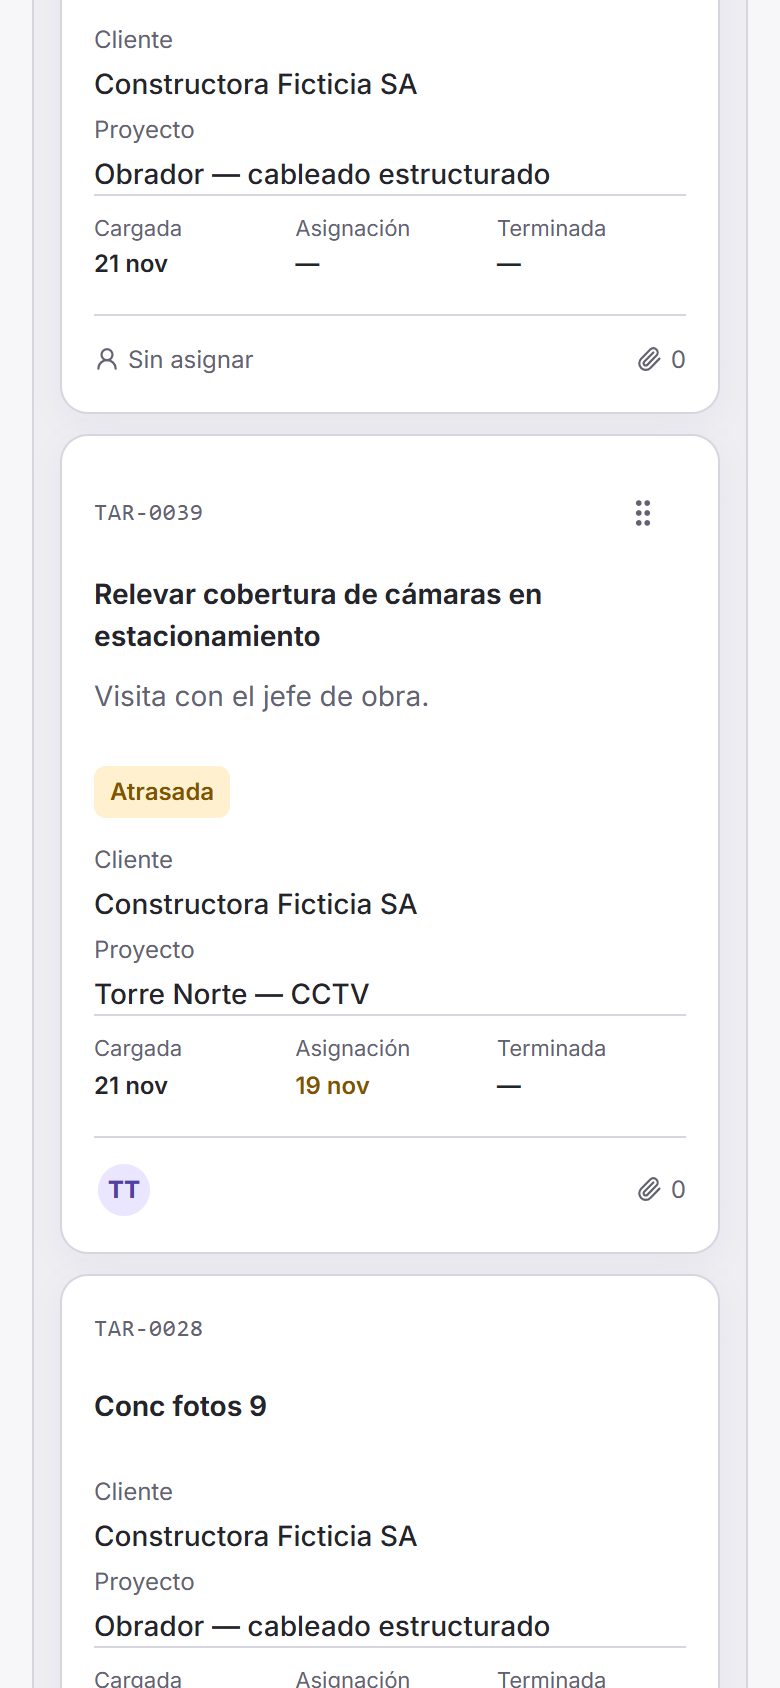 Cliente
Constructora Ficticia SA
Proyecto
Obrador — cableado estructurado
Cargada Asignación Terminada
21 nov — —
Sin asignar 0
TAR-0039
Relevar cobertura de cámaras en
estacionamiento
Visita con el jefe de obra.
Atrasada
Cliente
Constructora Ficticia SA
Proyecto
Torre Norte — CCTV
Cargada Asignación Terminada
21 nov 19 nov —
TT 0
TAR-0028
Conc fotos 9
Cliente
Constructora Ficticia SA
Proyecto
Obrador — cableado estructurado
Cargada Asignación Terminada